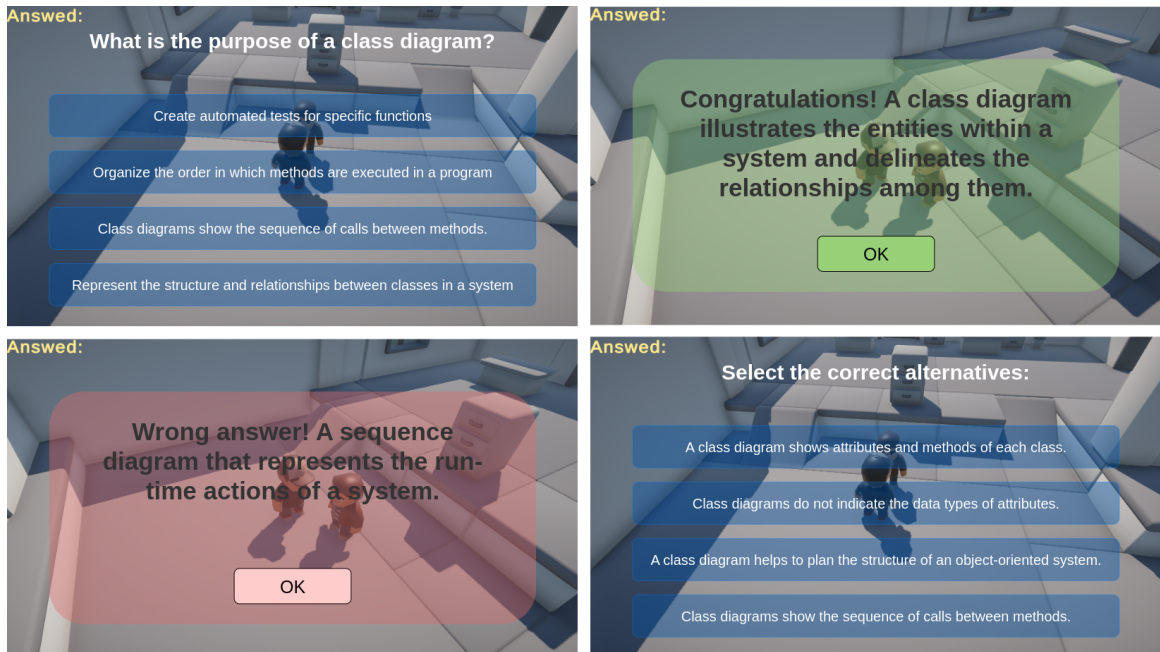 Answed:
What is the purpose of a class diagram?
Create automated tests for specific functions
Organize the order in which methods are executed in a program
Class diagrams show the sequence of calls between methods.
Represent the structure and relationships between classes in a system
Answed:
Congratulations! A class diagram
illustrates the entities within a
system and delineates the
relationships among them.
OK
Answed:
Wrong answer! A sequence
diagram that represents the run-
time actions of a system.
OK
Answed:
Select the correct alternatives:
A class diagram shows attributes and methods of each class.
Class diagrams do not indicate the data types of attributes.
A class diagram helps to plan the structure of an object-oriented system.
Class diagrams show the sequence of calls between methods.